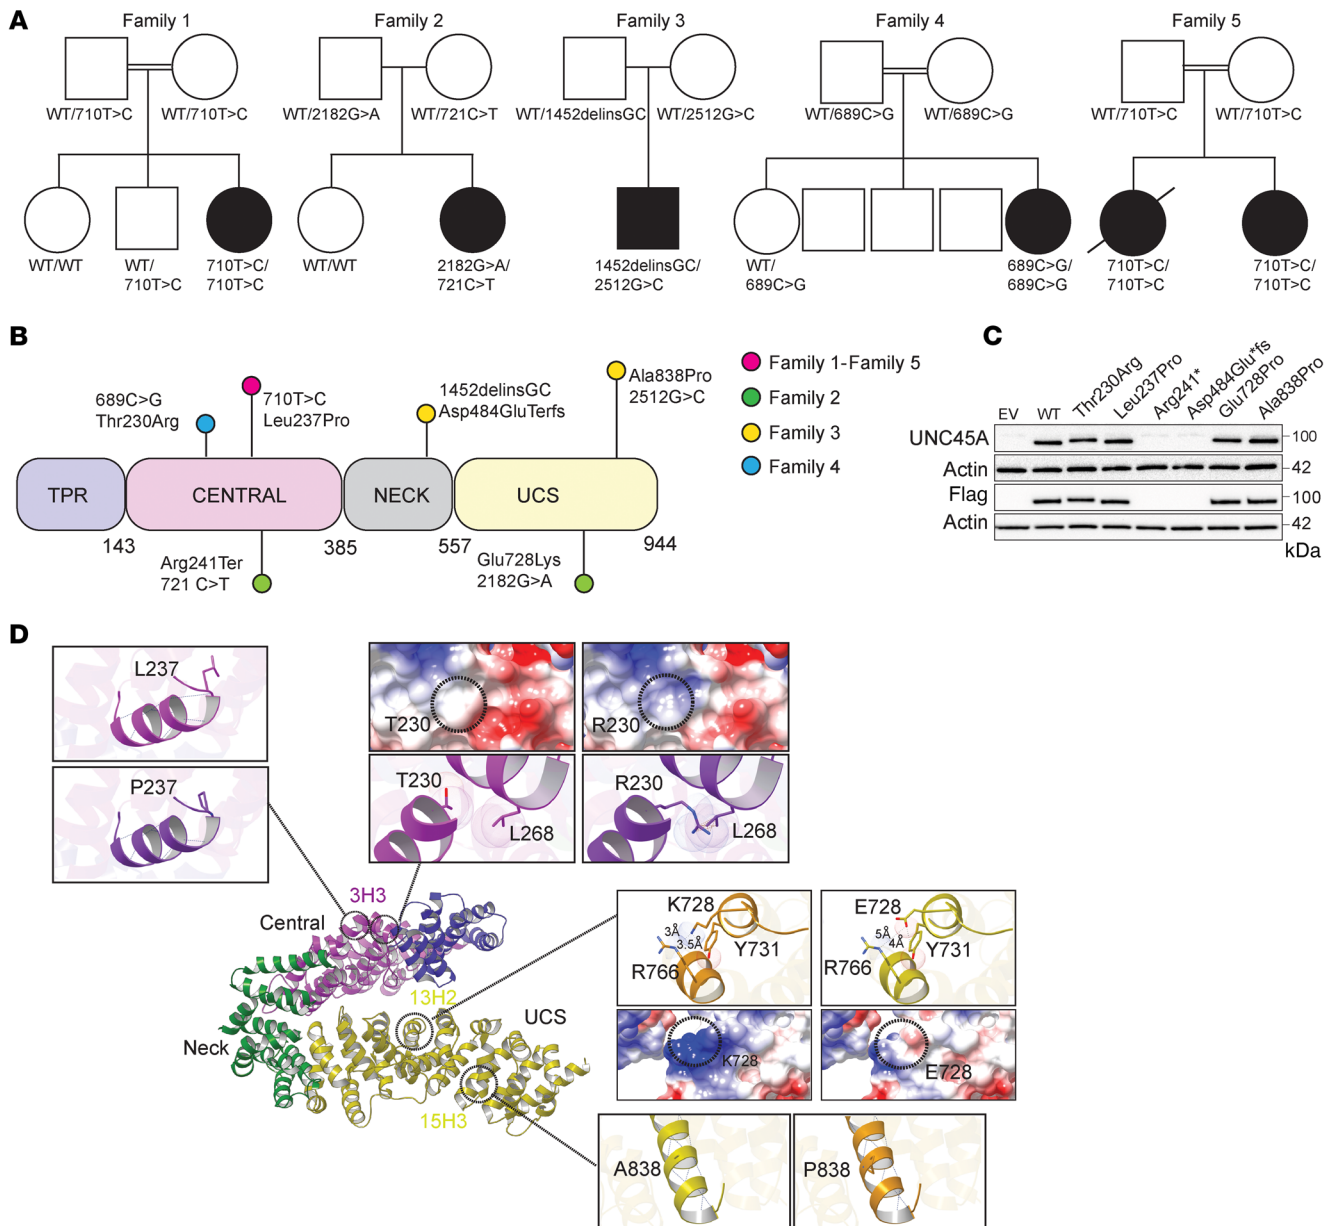 A
Family 1
Family 2
Family 3
Family 4
Family 5
WT/710T>C
WT/710T>C
WT/2182G>A
WT/721C>T
WT/1452delinsGC
WT/2512G>C
WT/689C>G
WT/689C>G
WT/710T>C
WT/710T>C
WT/WT
WT/
710T>C
710T>C/
710T>C
WT/WT
2182G>A/
721C>T
1452delinsGC/
2512G>C
WT/
689C>G
689C>G/
689C>G
710T>C/
710T>C
710T>C/
710T>C
B
689C>G
Thr230Arg
710T>C
Leu237Pro
1452delinsGC
Asp484GluTerfs
Ala838Pro
2512G>C
TPR
CENTRAL
NECK
UCS
143
385
557
944
Arg241Ter
721 C>T
Glu728Lys
2182G>A
Family 1-Family 5
Family 2
Family 3
Family 4
C
EV
WT
Thr230Arg
Leu237Pro
Arg241*
Asp484Glu*fs
Glu728Pro
Ala838Pro
UNC45A
100
Actin
42
Flag
100
Actin
42
kDa
D
L237
P237
T230
R230
T230
L268
R230
L268
3H3
Central
13H2
UCS
Neck
15H3
K728
3Å
3.5Å
Y731
R766
E728
5Å
4Å
Y731
R766
K728
E728
A838
P838